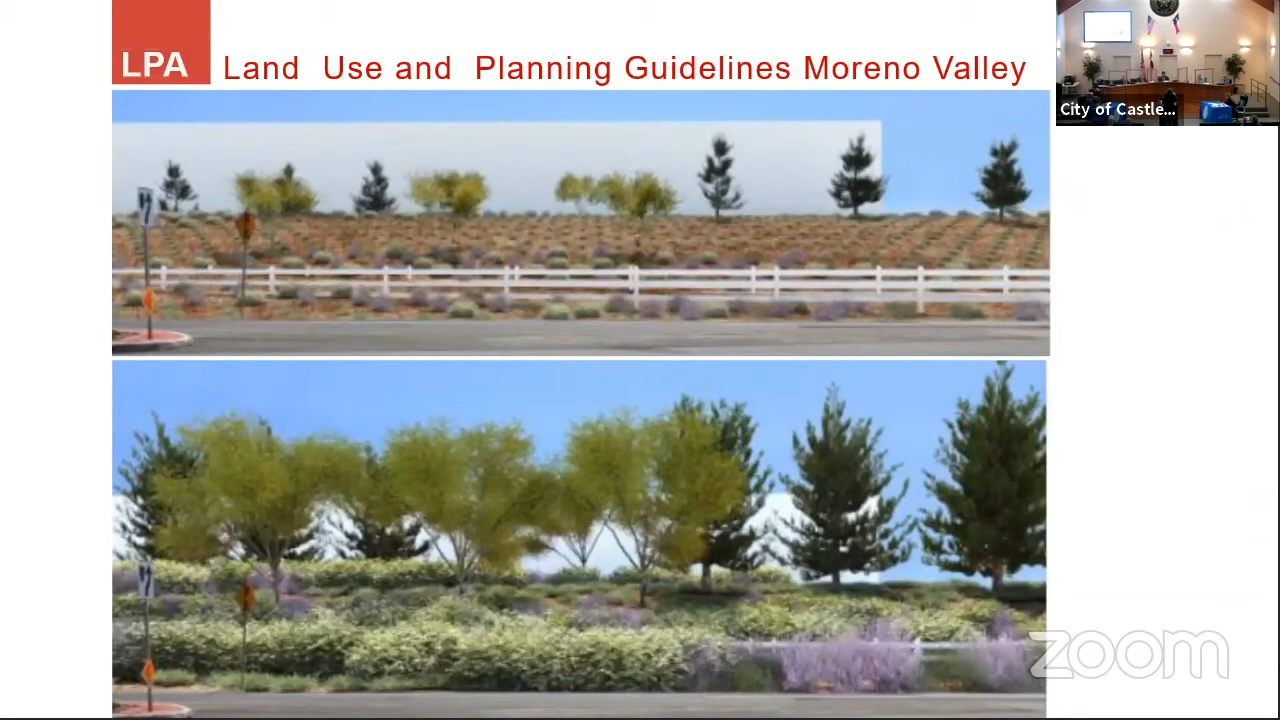 LPA
Land Use and Planning Guidelines Moreno Valley
City of Castle...
zoom